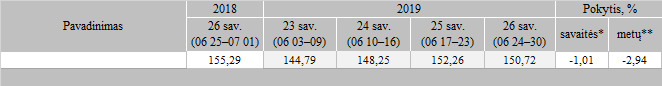 Pavadinimas 2018 2019 Pokytis, %
26 sav. (06 25–07 01) 23 sav. (06 03–09) 24 sav. (06 10–16) 25 sav. (06 17–23) 26 sav. (06 24–30) savaitės* metų**
155,29 144,79 148,25 152,26 150,72 -1,01 -2,94